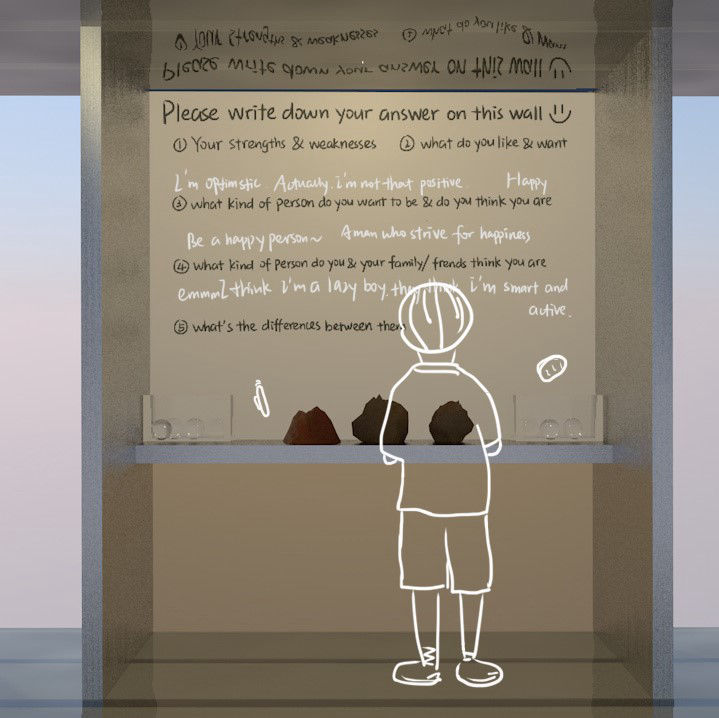 Please write down your answer on this wall
① Your strengths & weaknesses ② what do you like & want
I'm optimstic. Actually. i'm not that positive. Happy
③ what kind of person do you want to be & do you think you are
Be a happy person~ A man who strive for happiness
④ what kind of person do you & your family/ frends think you are
emmm I think i'm a lazy boy. they think i'm smart and
active.
⑤ what's the differences between them